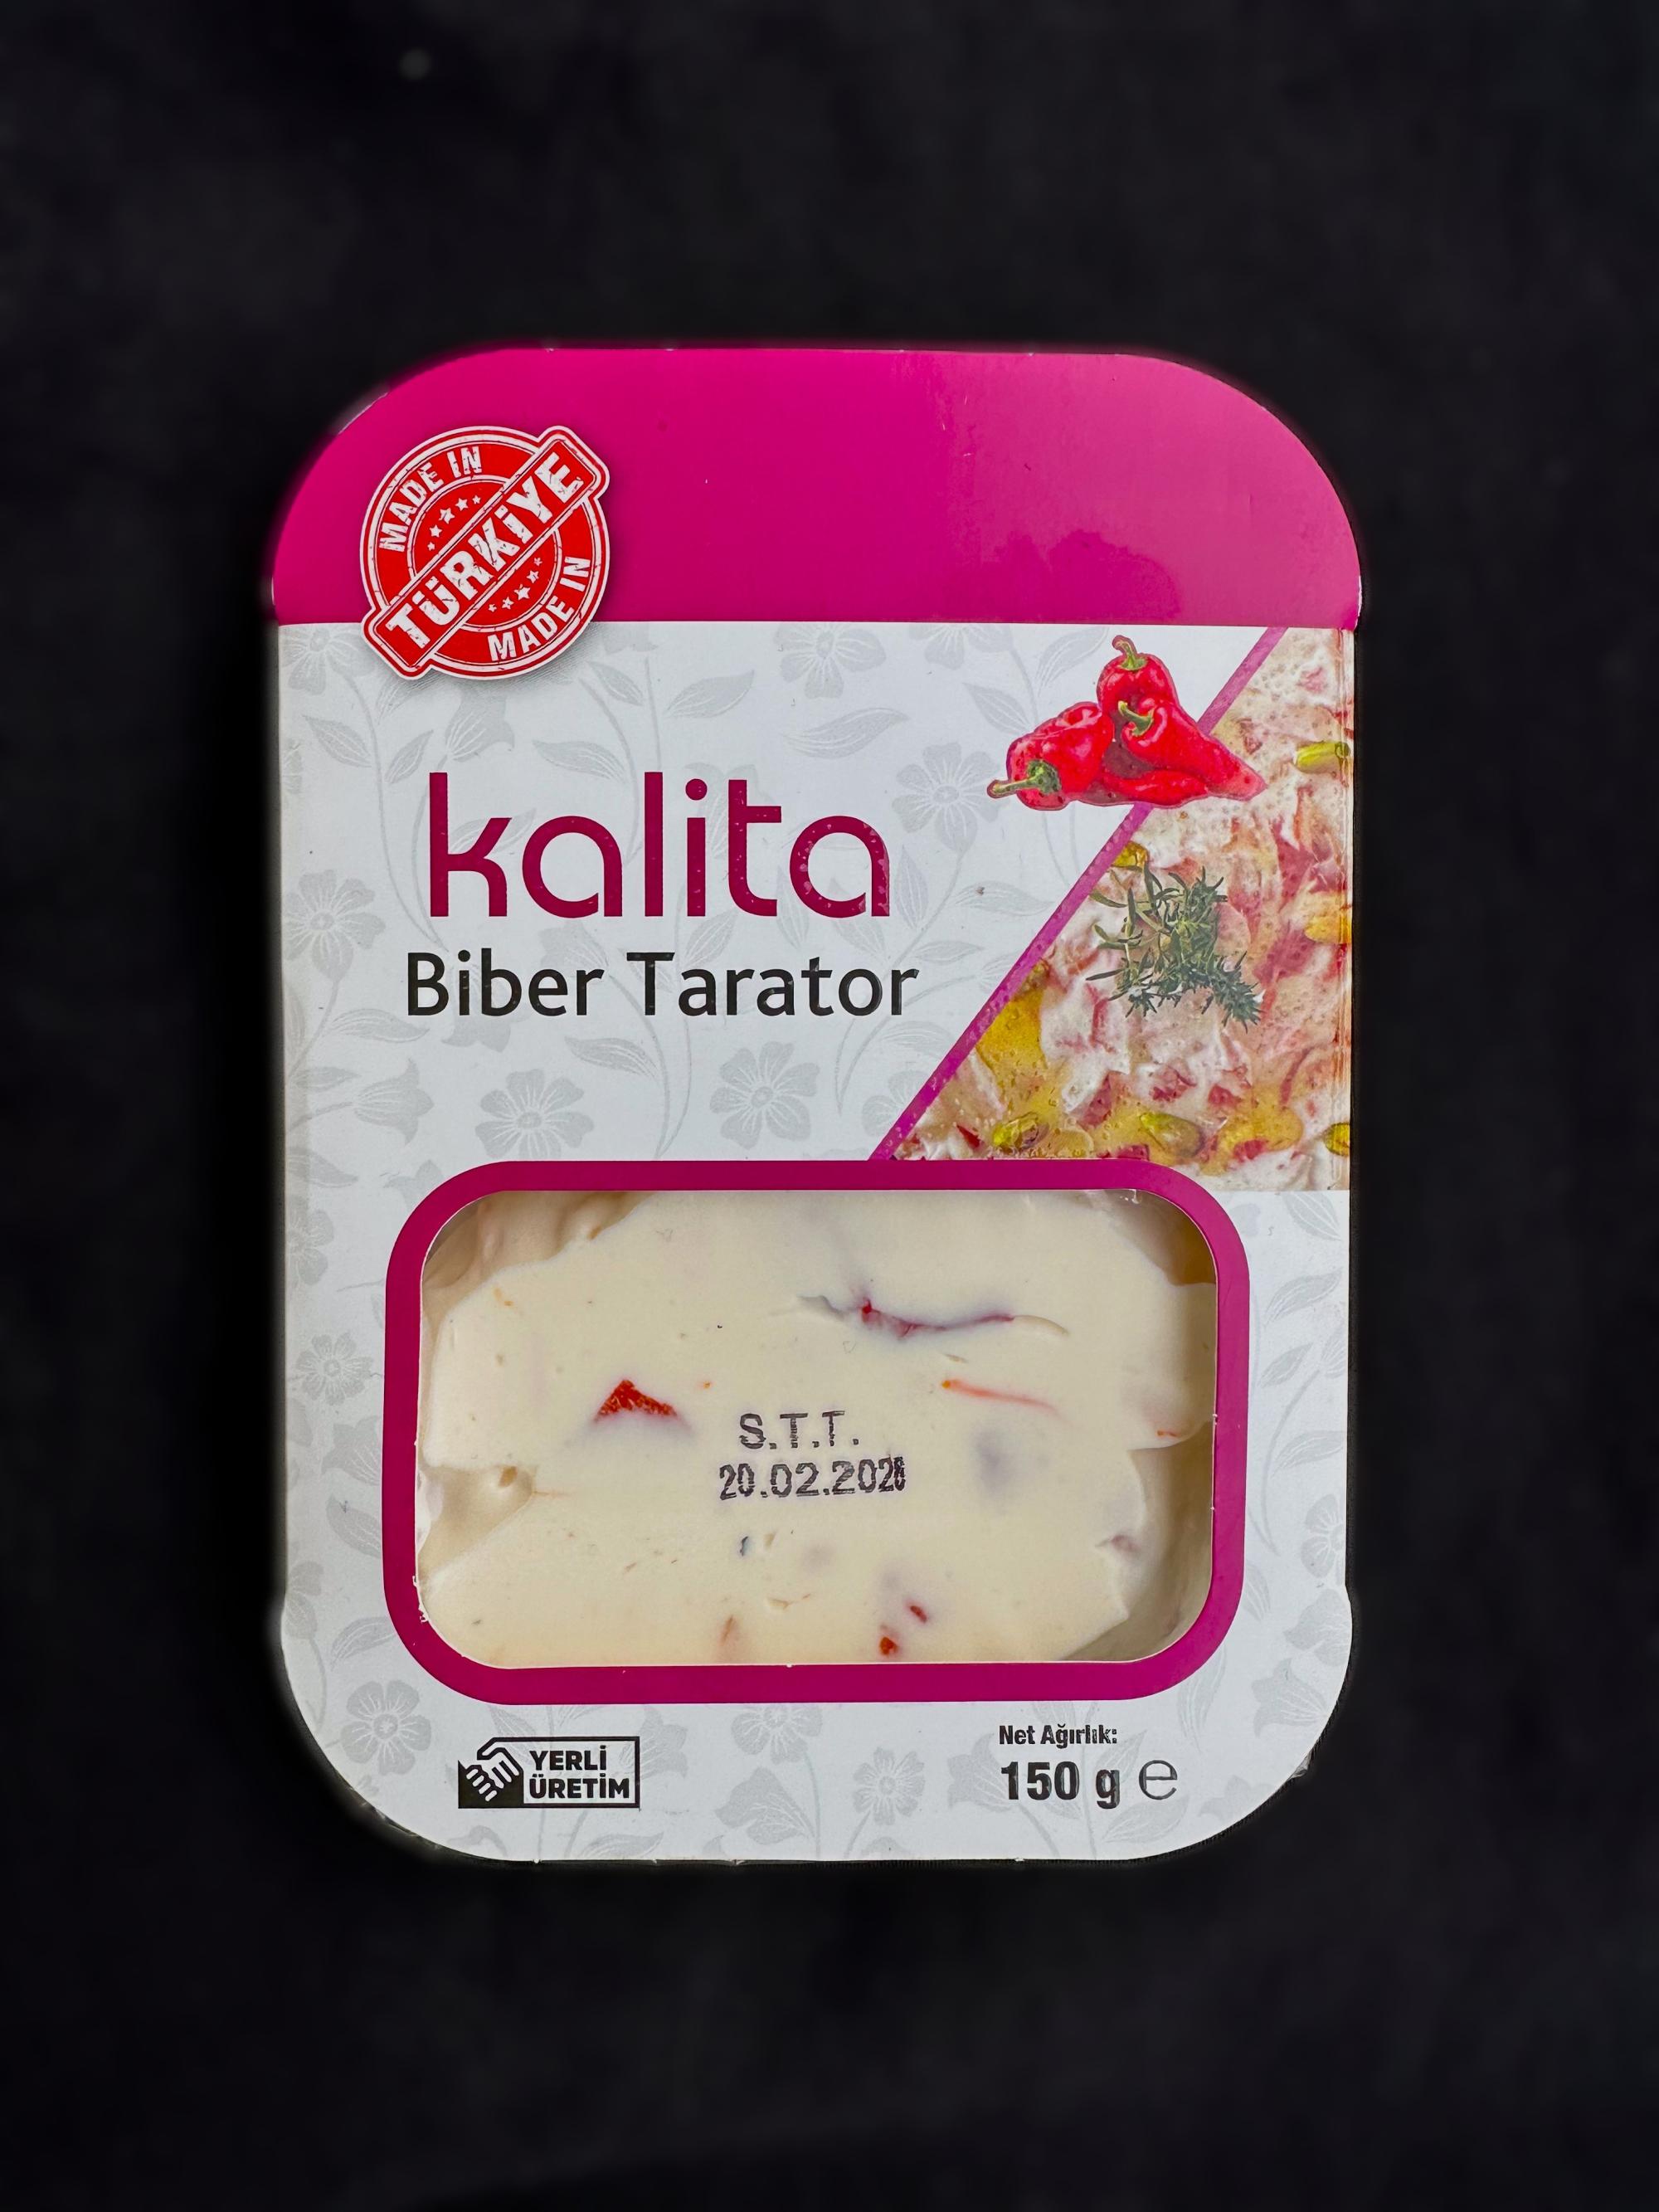 MADE IN
TÜRKİYE
MADE IN
kalita
Biber Tarator
S.T.T.
20.02.2026
YERLİ
ÜRETİM
Net Ağırlık:
150 g e